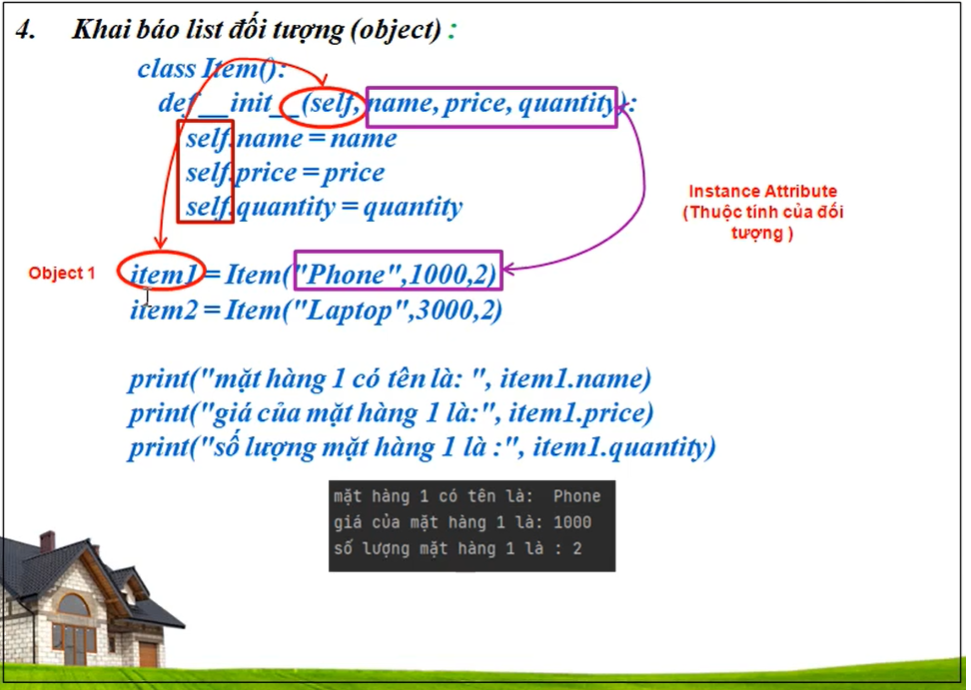 4. Khai báo list đối tượng (object) :
class Item():
def __init__(self, name, price, quantity):
self.name = name
self.price = price
self.quantity = quantity
Instance Attribute
(Thuộc tính của đối
tượng )
Object 1
item1 = Item("Phone",1000,2)
item2 = Item("Laptop",3000,2)
print("mặt hàng 1 có tên là: ", item1.name)
print("giá của mặt hàng 1 là:", item1.price)
print("số lượng mặt hàng 1 là :", item1.quantity)
mặt hàng 1 có tên là:  Phone
giá của mặt hàng 1 là: 1000
số lượng mặt hàng 1 là : 2